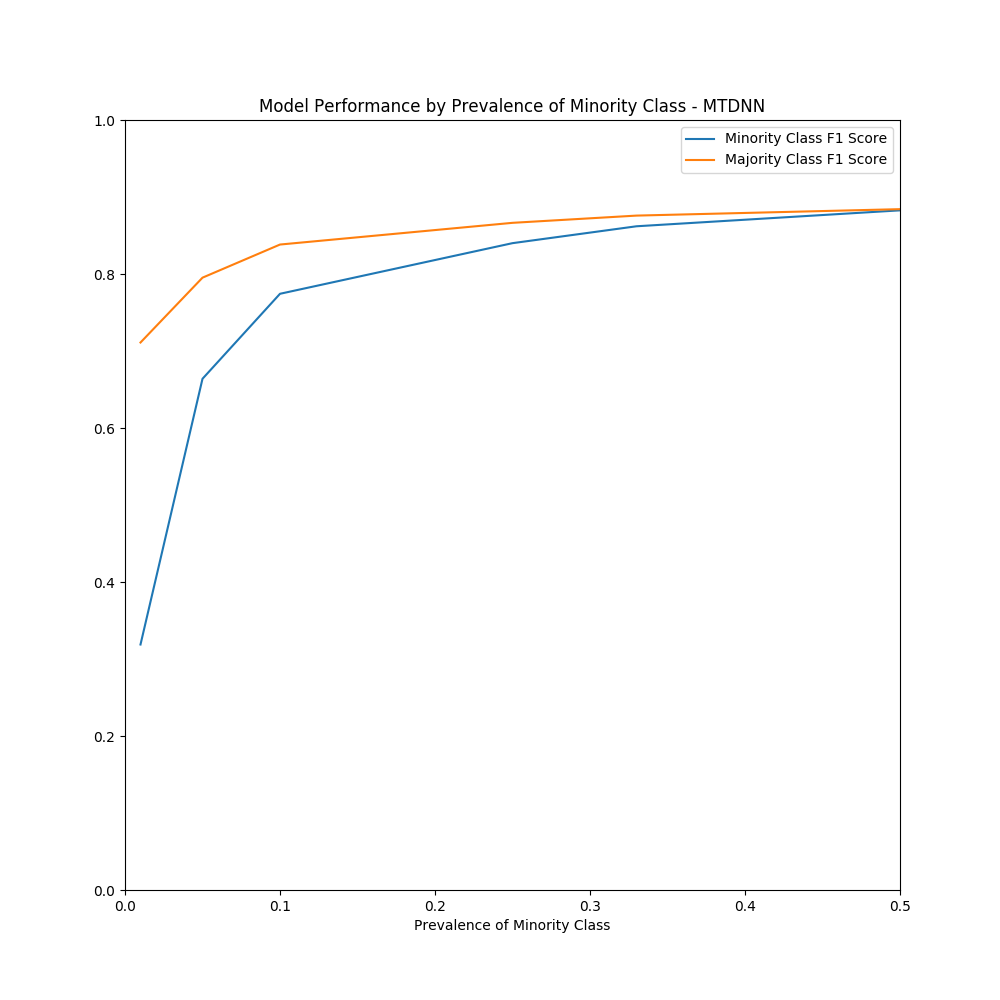 Model Performance by Prevalence of Minority Class - MTDNN
Minority Class F1 Score
Majority Class F1 Score
1.0
0.8
0.6
0.4
0.2
0.0
0.0 0.1 0.2 0.3 0.4 0.5
Prevalence of Minority Class